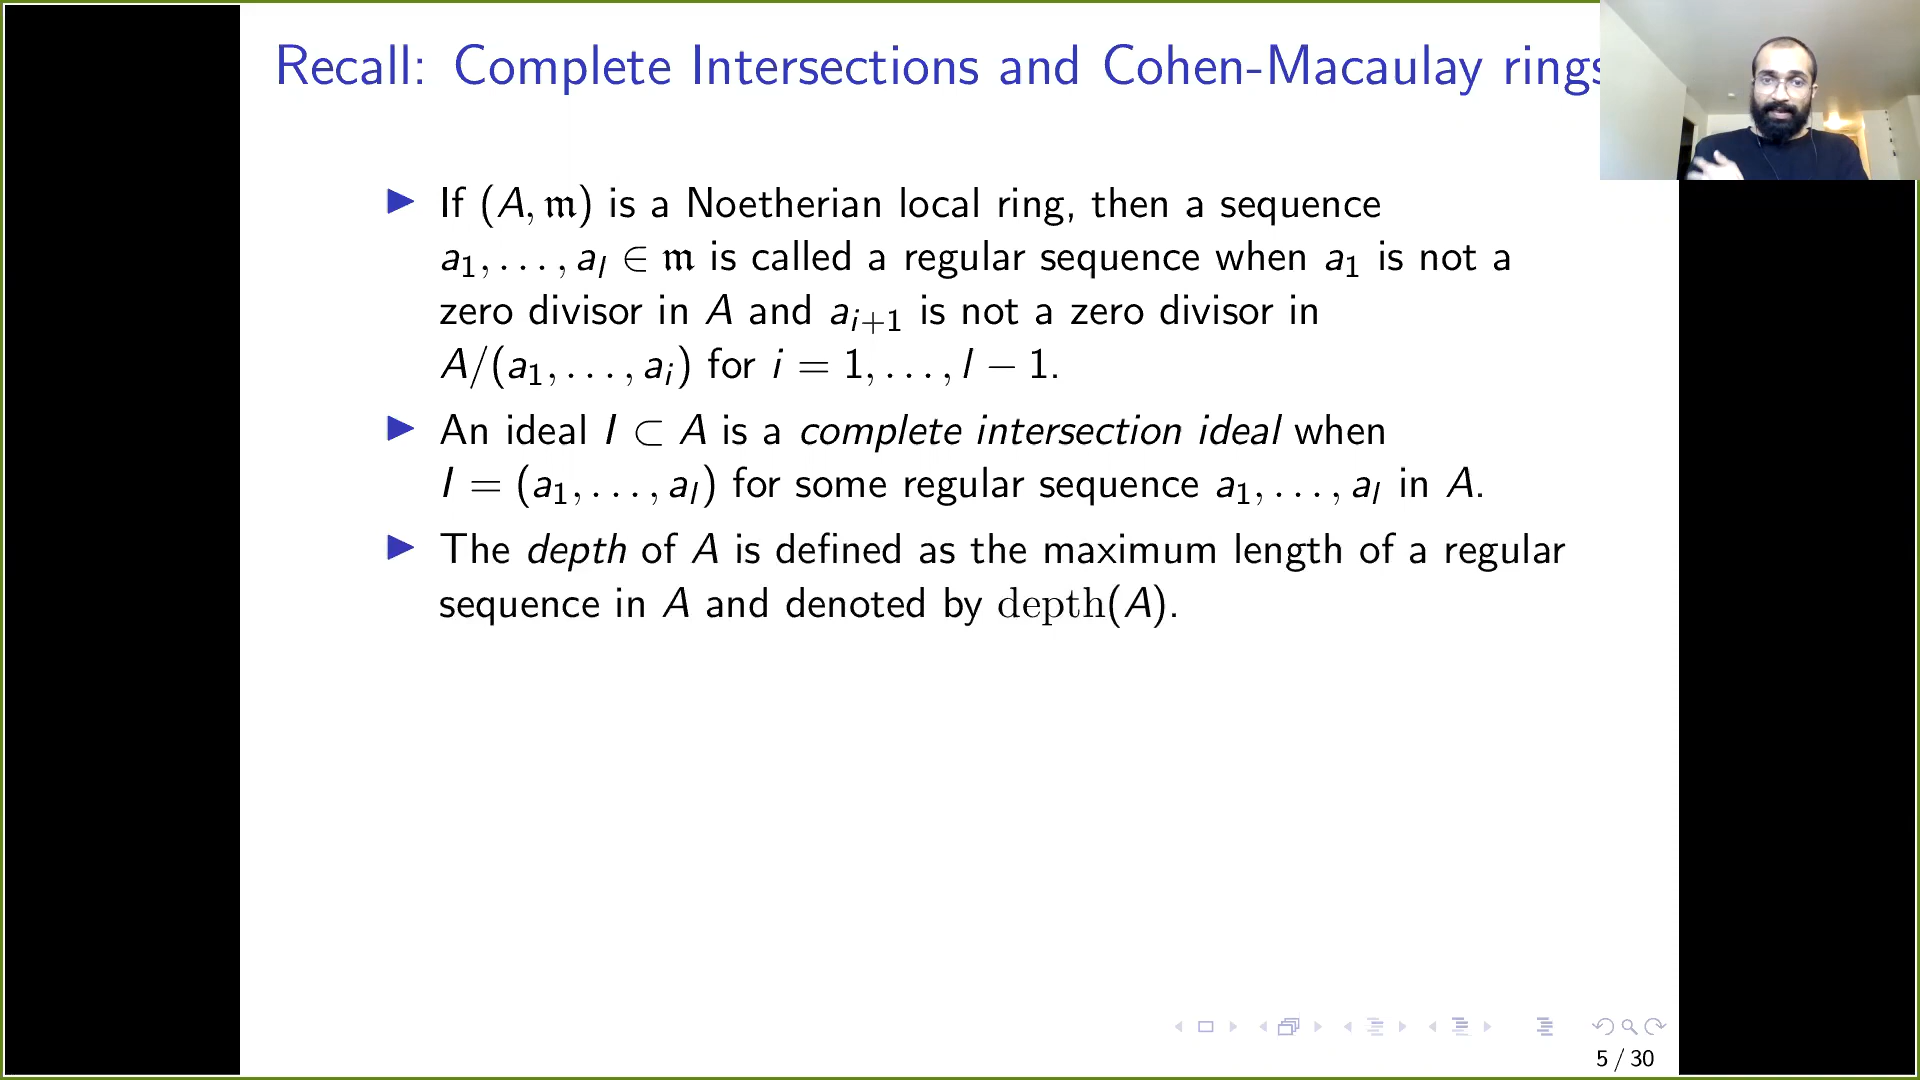 Recall: Complete Intersections and Cohen-Macaulay rings
If (A, 𝔪) is a Noetherian local ring, then a sequence
a₁, . . . , aₗ ∈ 𝔪 is called a regular sequence when a₁ is not a
zero divisor in A and aᵢ₊₁ is not a zero divisor in
A/(a₁, . . . , aᵢ) for i = 1, . . . , l − 1.
An ideal I ⊂ A is a complete intersection ideal when
I = (a₁, . . . , aₗ) for some regular sequence a₁, . . . , aₗ in A.
The depth of A is defined as the maximum length of a regular
sequence in A and denoted by depth(A).
5 / 30